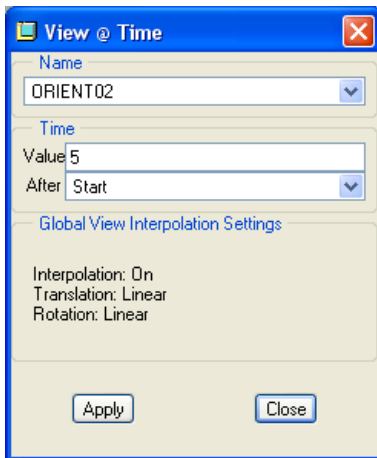 View @ Time
Name
ORIENT02
Time
Value 5
After Start
Global View Interpolation Settings
Interpolation: On
Translation: Linear
Rotation: Linear
Apply Close